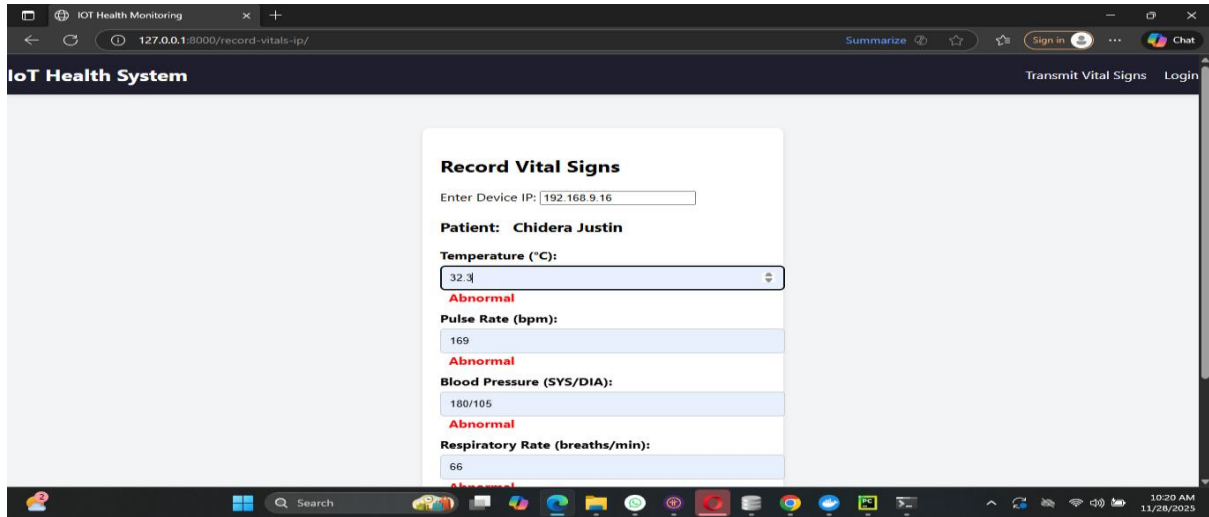 IOT Health Monitoring
127.0.0.1:8000/record-vitals-ip/
Summarize
Sign in
Chat
IoT Health System
Transmit Vital Signs Login
Record Vital Signs
Enter Device IP: 192.168.9.16
Patient: Chidera Justin
Temperature (°C):
32.3
Abnormal
Pulse Rate (bpm):
169
Abnormal
Blood Pressure (SYS/DIA):
180/105
Abnormal
Respiratory Rate (breaths/min):
66
Abnormal
2
Search
PC
10:20 AM
11/28/2025